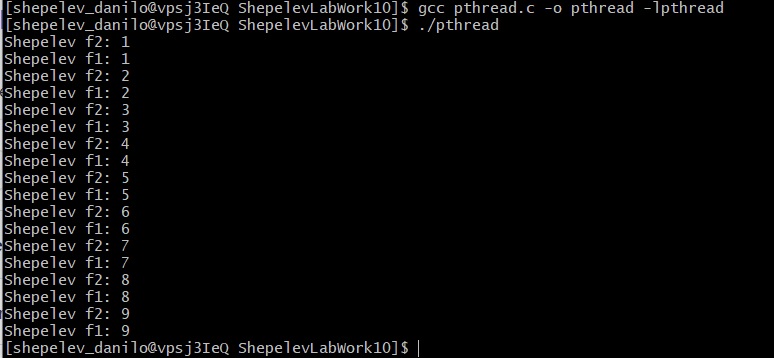 [shepelev_danilo@vpsj3IeQ ShepelevLabWork10]$ gcc pthread.c -o pthread -lpthread
[shepelev_danilo@vpsj3IeQ ShepelevLabWork10]$ ./pthread
Shepelev f2: 1
Shepelev f1: 1
Shepelev f2: 2
Shepelev f1: 2
Shepelev f2: 3
Shepelev f1: 3
Shepelev f2: 4
Shepelev f1: 4
Shepelev f2: 5
Shepelev f1: 5
Shepelev f2: 6
Shepelev f1: 6
Shepelev f2: 7
Shepelev f1: 7
Shepelev f2: 8
Shepelev f1: 8
Shepelev f2: 9
Shepelev f1: 9
[shepelev_danilo@vpsj3IeQ ShepelevLabWork10]$